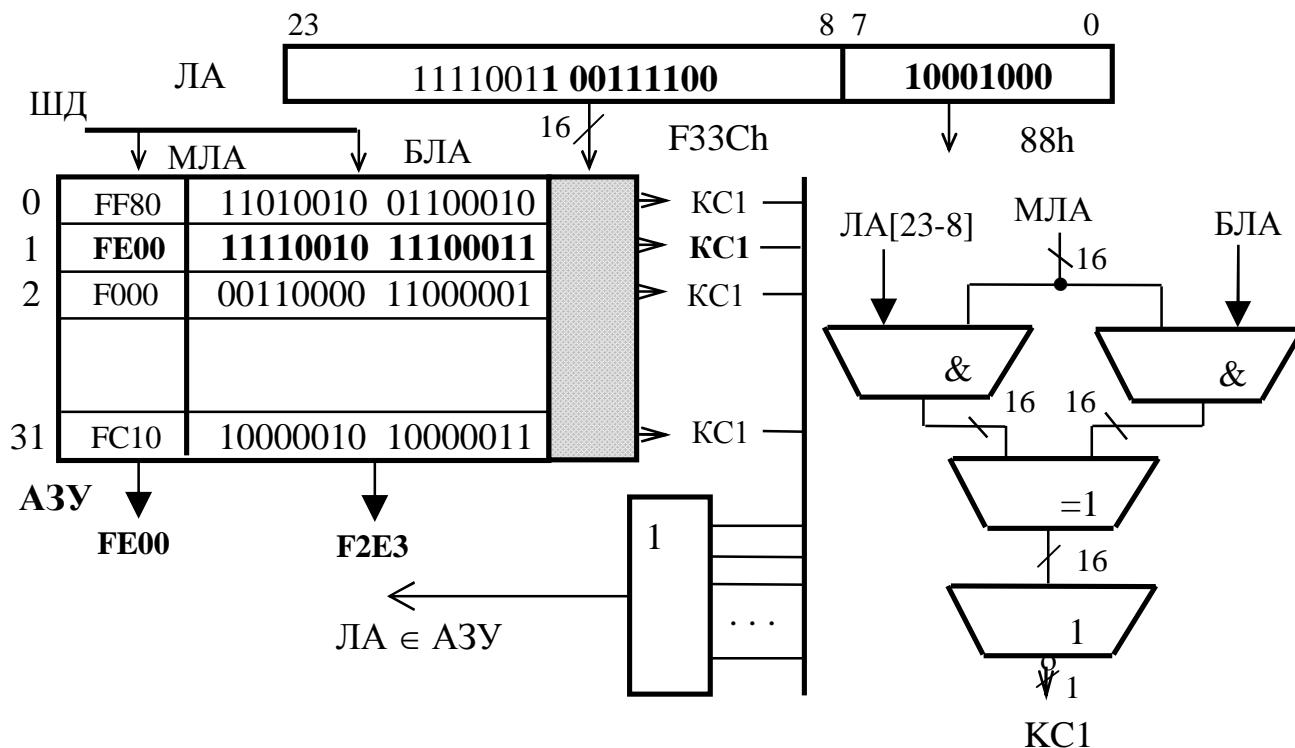 23 8 7 0
ЛА 11110011 00111100 10001000
ШД
16 F33Ch 88h
МЛА БЛА
0 FF80 11010010 01100010 КС1
1 FE00 11110010 11100011 КС1
2 F000 00110000 11000001 КС1
31 FC10 10000010 10000011 КС1
АЗУ
FE00 F2E3
ЛА ∈ АЗУ
1
. . .
ЛА[23-8] МЛА БЛА
16
& &
16 16
=1
16
1
1
КС1